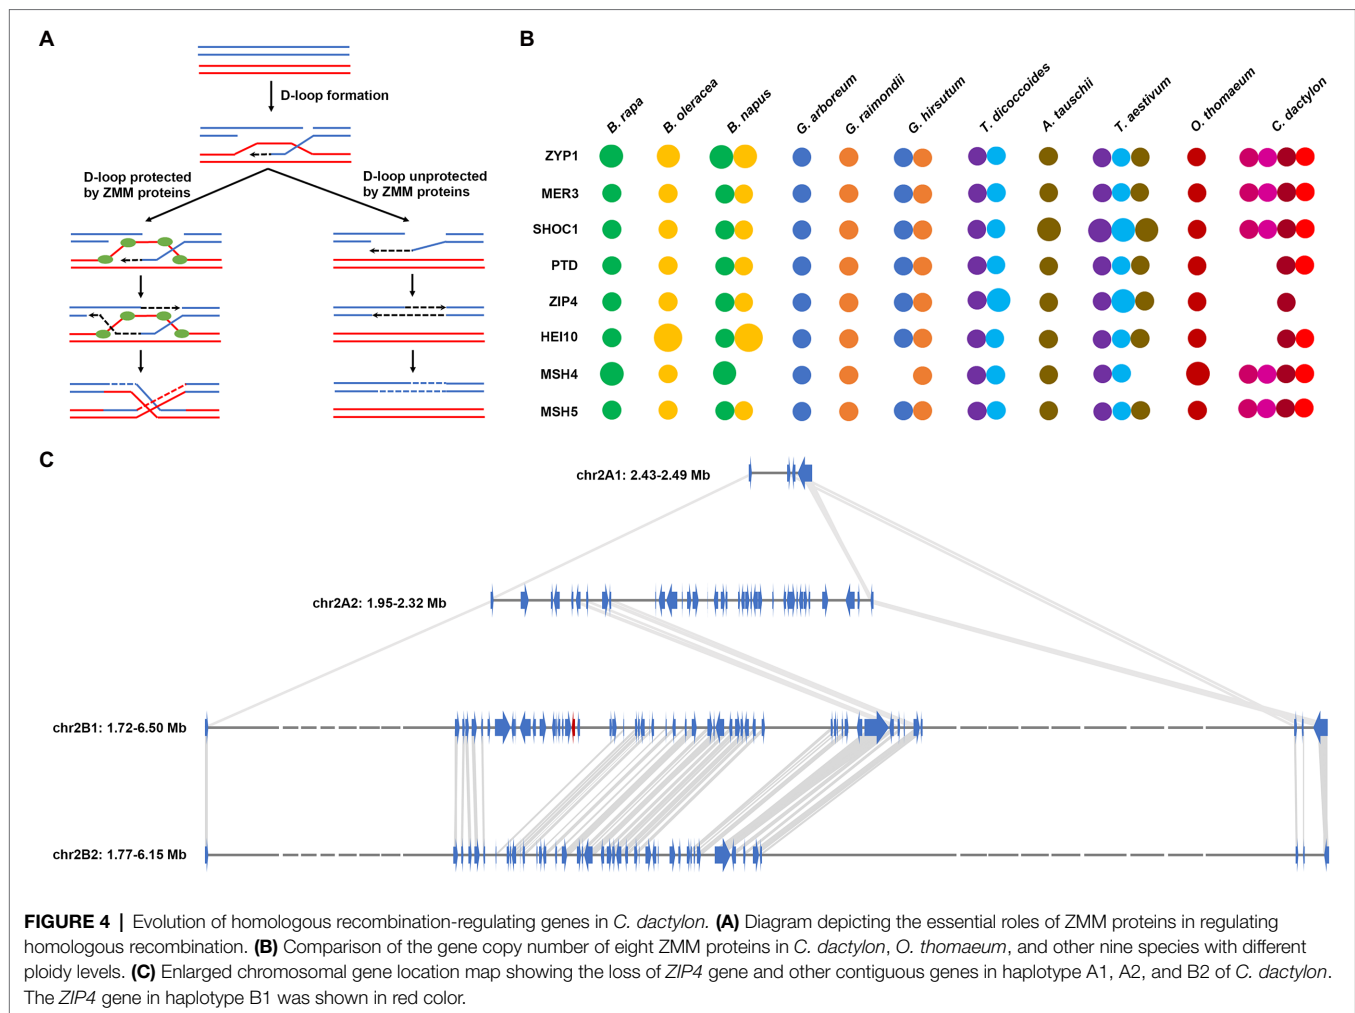 A
D-loop formation
D-loop protected
by ZMM proteins
D-loop unprotected
by ZMM proteins
B
B. rapa
B. oleracea
B. napus
G. arboreum
G. raimondii
G. hirsutum
T. dicoccoides
A. tauschii
T. aestivum
O. thomaeum
C. dactylon
ZYP1
MER3
SHOC1
PTD
ZIP4
HEI10
MSH4
MSH5
C
chr2A1: 2.43-2.49 Mb
chr2A2: 1.95-2.32 Mb
chr2B1: 1.72-6.50 Mb
chr2B2: 1.77-6.15 Mb
FIGURE 4 | Evolution of homologous recombination-regulating genes in C. dactylon. (A) Diagram depicting the essential roles of ZMM proteins in regulating
homologous recombination. (B) Comparison of the gene copy number of eight ZMM proteins in C. dactylon, O. thomaeum, and other nine species with different
ploidy levels. (C) Enlarged chromosomal gene location map showing the loss of ZIP4 gene and other contiguous genes in haplotype A1, A2, and B2 of C. dactylon.
The ZIP4 gene in haplotype B1 was shown in red color.